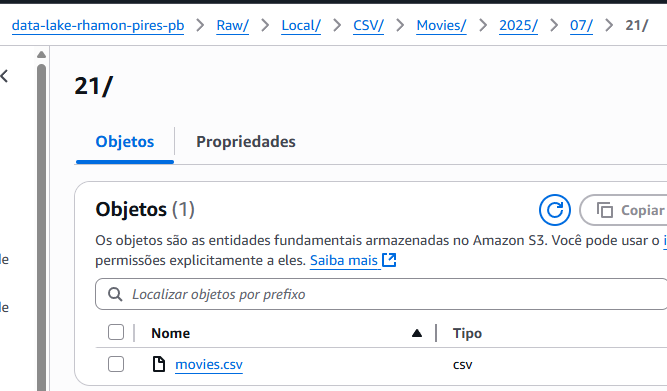 data-lake-rhamon-pires-pb > Raw/ > Local/ > CSV/ > Movies/ > 2025/ > 07/ > 21/
21/
Objetos Propriedades
Objetos (1)
Copiar
Os objetos são as entidades fundamentais armazenadas no Amazon S3. Você pode usar o i
permissões explicitamente a eles. Saiba mais
Localizar objetos por prefixo
Nome Tipo
movies.csv csv